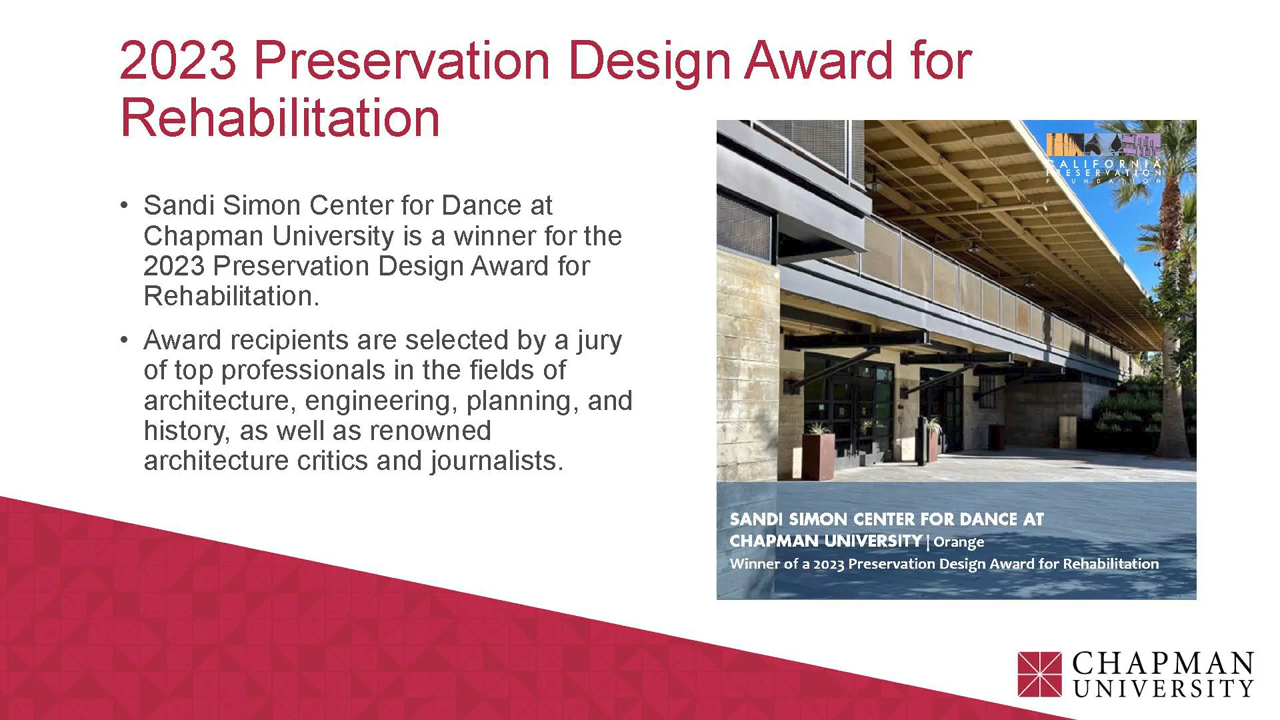 2023 Preservation Design Award for
Rehabilitation
• Sandi Simon Center for Dance at
Chapman University is a winner for the
2023 Preservation Design Award for
Rehabilitation.
• Award recipients are selected by a jury
of top professionals in the fields of
architecture, engineering, planning, and
history, as well as renowned
architecture critics and journalists.
CALIFORNIA
PRESERVATION
FOUNDATION
SANDI SIMON CENTER FOR DANCE AT
CHAPMAN UNIVERSITY | Orange
Winner of a 2023 Preservation Design Award for Rehabilitation
CHAPMAN
UNIVERSITY